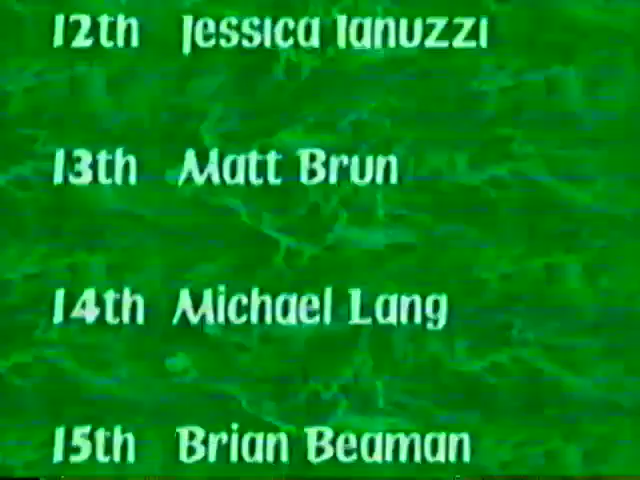 12th Jessica Ianuzzi
13th Matt Brun
14th Michael Lang
15th Brian Beaman